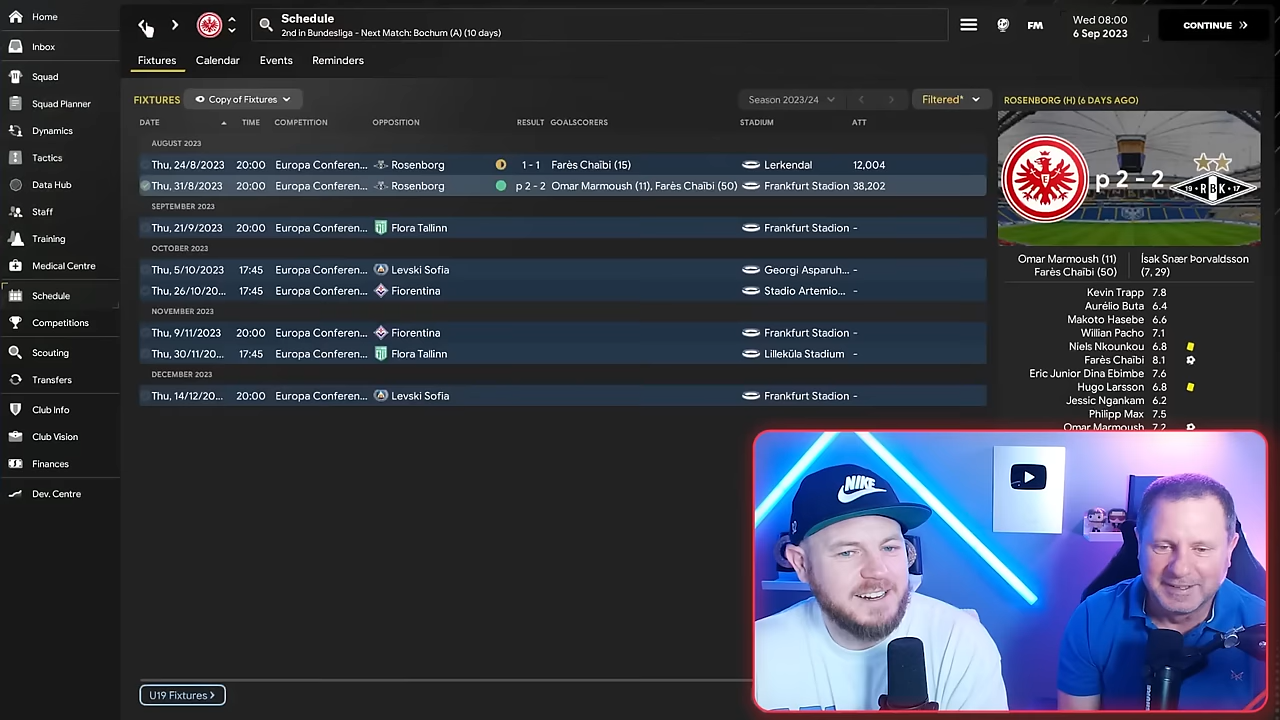 Home
Inbox
Squad
Squad Planner
Dynamics
Tactics
Data Hub
Staff
Training
Medical Centre
Schedule
Competitions
Scouting
Transfers
Club Info
Club Vision
Finances
Dev. Centre
Schedule
2nd in Bundesliga - Next Match: Bochum (A) (10 days)
FM
Wed 08:00
6 Sep 2023
CONTINUE
Fixtures Calendar Events Reminders
FIXTURES Copy of Fixtures Season 2023/24 Filtered*
DATE TIME COMPETITION OPPOSITION RESULT GOALSCORERS STADIUM ATT
AUGUST 2023
Thu, 24/8/2023 20:00 Europa Conferen... Rosenborg 1 - 1 Farès Chaïbi (15) Lerkendal 12,004
Thu, 31/8/2023 20:00 Europa Conferen... Rosenborg p 2 - 2 Omar Marmoush (11), Farès Chaïbi (50) Frankfurt Stadion 38,202
SEPTEMBER 2023
Thu, 21/9/2023 20:00 Europa Conferen... Flora Tallinn Frankfurt Stadion -
OCTOBER 2023
Thu, 5/10/2023 17:45 Europa Conferen... Levski Sofia Georgi Asparuh... -
Thu, 26/10/20... 17:45 Europa Conferen... Fiorentina Stadio Artemio... -
NOVEMBER 2023
Thu, 9/11/2023 20:00 Europa Conferen... Fiorentina Frankfurt Stadion -
Thu, 30/11/20... 17:45 Europa Conferen... Flora Tallinn Lilleküla Stadium -
DECEMBER 2023
Thu, 14/12/20... 20:00 Europa Conferen... Levski Sofia Frankfurt Stadion -
U19 Fixtures >
ROSENBORG (H) (6 DAYS AGO)
p 2 - 2
19 RBK 17
Omar Marmoush (11)
Farès Chaïbi (50)
Ísak Snær Þorvaldsson
(7, 29)
Kevin Trapp 7.8
Aurélio Buta 6.4
Makoto Hasebe 6.6
Willian Pacho 7.1
Niels Nkounkou 6.8
Farès Chaïbi 8.1
Eric Junior Dina Ebimbe 7.6
Hugo Larsson 6.8
Jessic Ngankam 6.2
Philipp Max 7.5
Omar Marmoush 7.2
NIKE